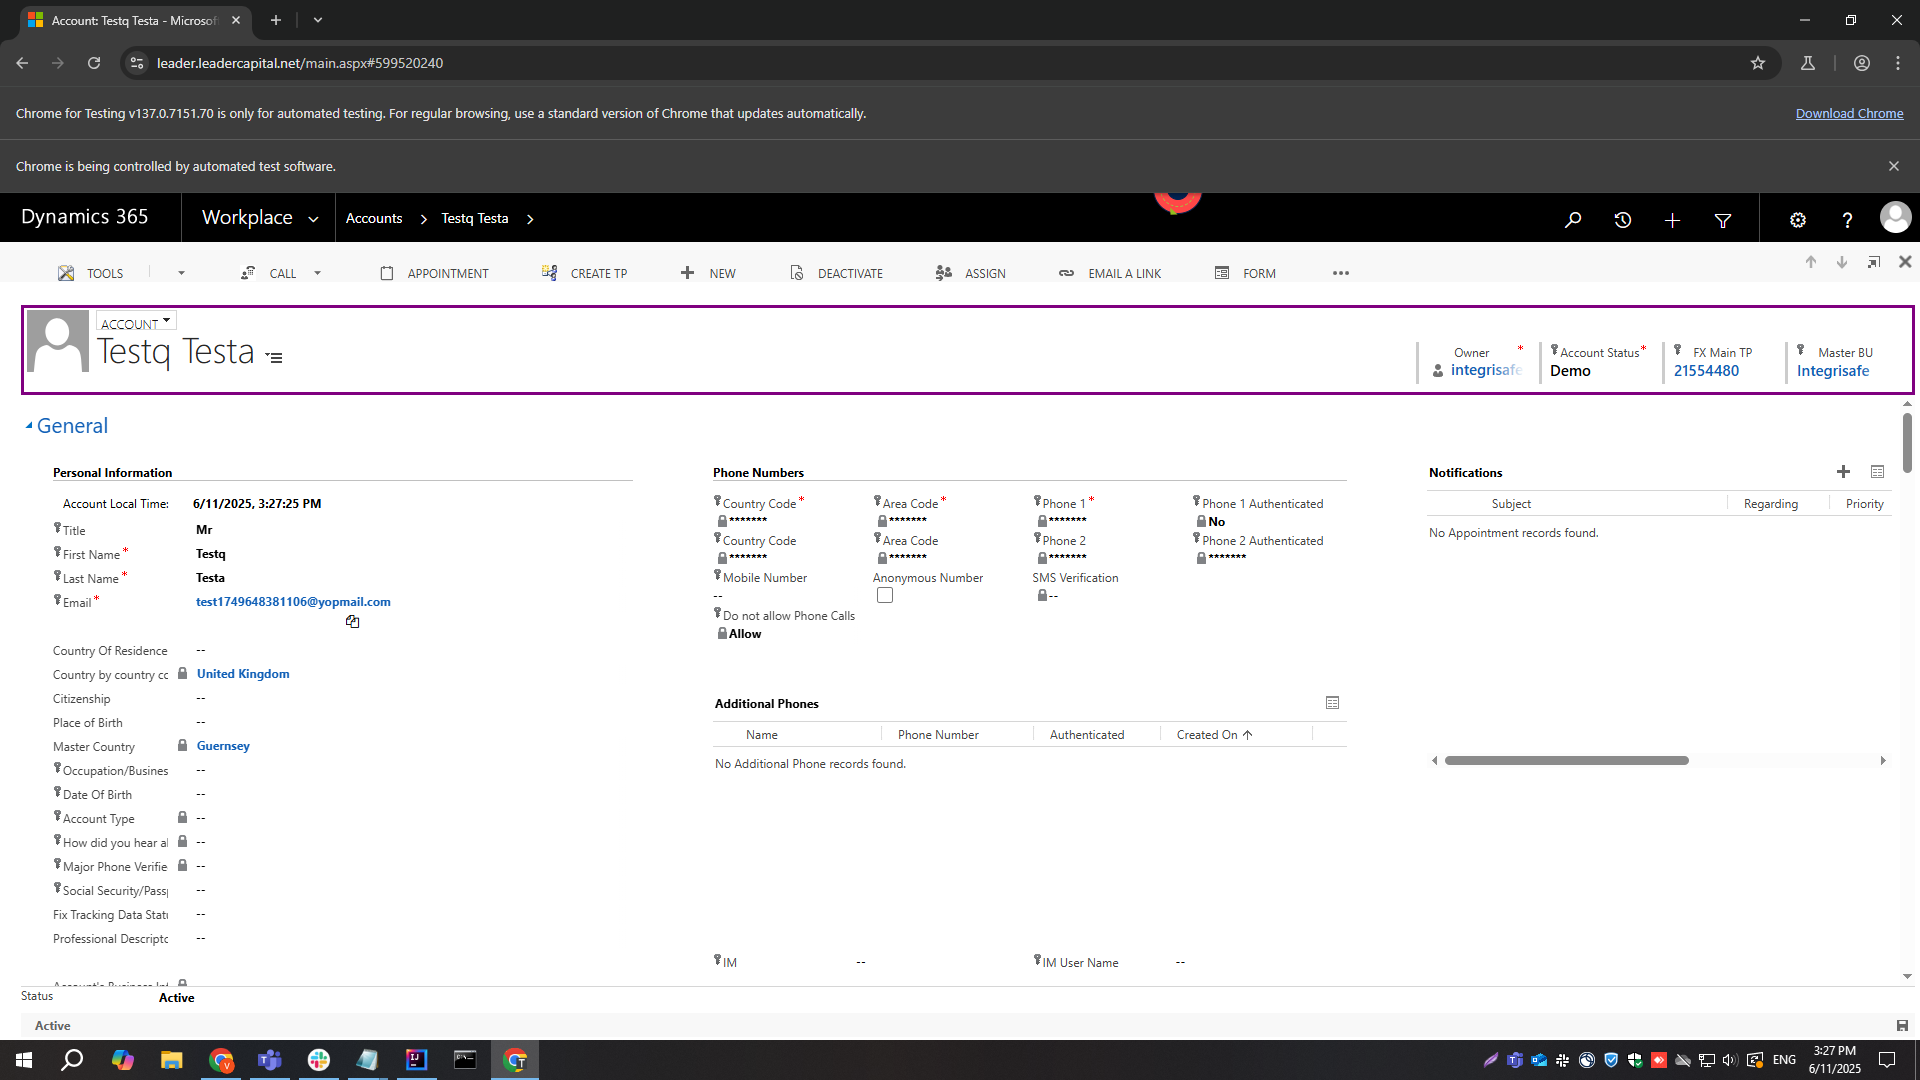 Account: Testq Testa - Microsof
leader.leadercapital.net/main.aspx#599520240
Chrome for Testing v137.0.7151.70 is only for automated testing. For regular browsing, use a standard version of Chrome that updates automatically.
Download Chrome
Chrome is being controlled by automated test software.
Dynamics 365
Workplace
Accounts
Testq Testa
TOOLS
CALL
APPOINTMENT
CREATE TP
NEW
DEACTIVATE
ASSIGN
EMAIL A LINK
FORM
ACCOUNT
Testq Testa
Owner *
integrisafe
Account Status *
Demo
FX Main TP
21554480
Master BU
Integrisafe
General
Personal Information
Account Local Time: 6/11/2025, 3:27:25 PM
Title Mr
First Name * Testq
Last Name * Testa
Email * test1749648381106@yopmail.com
Country Of Residence --
Country by country cc United Kingdom
Citizenship --
Place of Birth --
Master Country Guernsey
Occupation/Busines --
Date Of Birth --
Account Type --
How did you hear a --
Major Phone Verifie --
Social Security/Pass --
Fix Tracking Data Stat --
Professional Descripto --
Phone Numbers
Country Code * Area Code * Phone 1 * Phone 1 Authenticated
******* ******* ******* No
Country Code Area Code Phone 2 Phone 2 Authenticated
******* ******* ******* *******
Mobile Number Anonymous Number SMS Verification
-- --
Do not allow Phone Calls
Allow
Additional Phones
Name Phone Number Authenticated Created On
No Additional Phone records found.
IM -- IM User Name --
Notifications
Subject Regarding Priority
No Appointment records found.
Status Active
Active
ENG
3:27 PM
6/11/2025